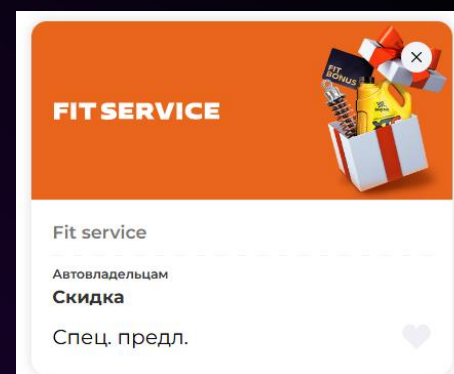 FIT SERVICE
FIT
BONUS
Fit service
Автовладельцам
Скидка
Спец. предл.